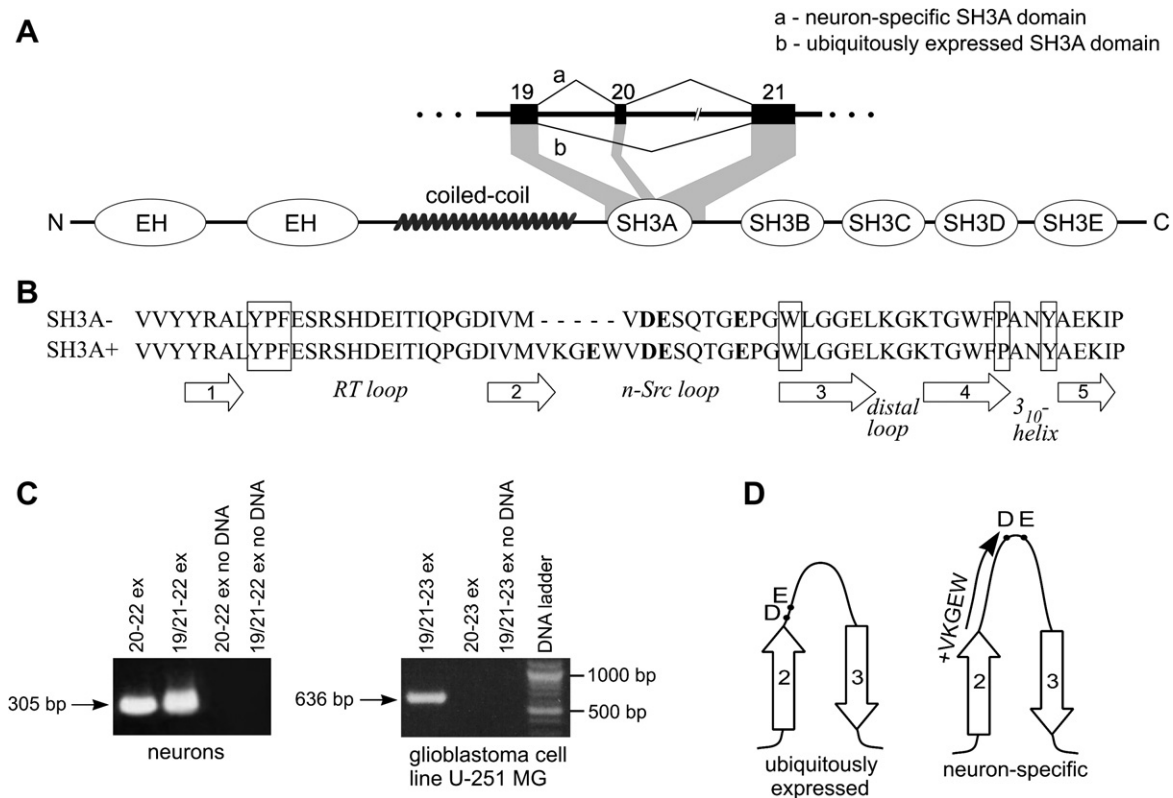 A
a - neuron-specific SH3A domain
b - ubiquitously expressed SH3A domain
a
19 20 21
b
coiled-coil
N EH EH SH3A SH3B SH3C SH3D SH3E C
B
SH3A- VVYYRALYPFESRSHDEITIQPGDIVM - - - - - VDESQTGEPGWLGGELKGKTGWFPANYAEKIP
SH3A+ VVYYRALYPFESRSHDEITIQPGDIVMVKGEWVDESQTGEPGWLGGELKGKTGWFPANYAEKIP
1 RT loop 2 n-Src loop 3 distal loop 4 3₁₀-helix 5
C
20-22 ex
19/21-22 ex
20-22 ex no DNA
19/21-22 ex no DNA
305 bp
neurons
19/21-23 ex
20-23 ex
19/21-23 ex no DNA
DNA ladder
636 bp
1000 bp
500 bp
glioblastoma cell
line U-251 MG
D
E
D
2 3
ubiquitously
expressed
D E
+VKGEW
2 3
neuron-specific